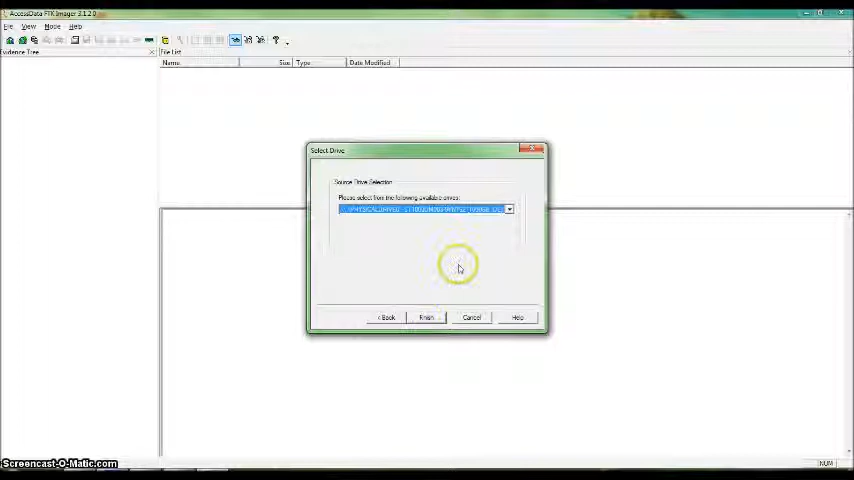 AccessData FTK Imager 3.1.2.0
File View Mode Help
Evidence Tree
File List
Name Size Type Date Modified
Select Drive
Source Drive Selection
Please select from the following available drives:
< Back Finish Cancel Help
NUM
Screencast-O-Matic.com